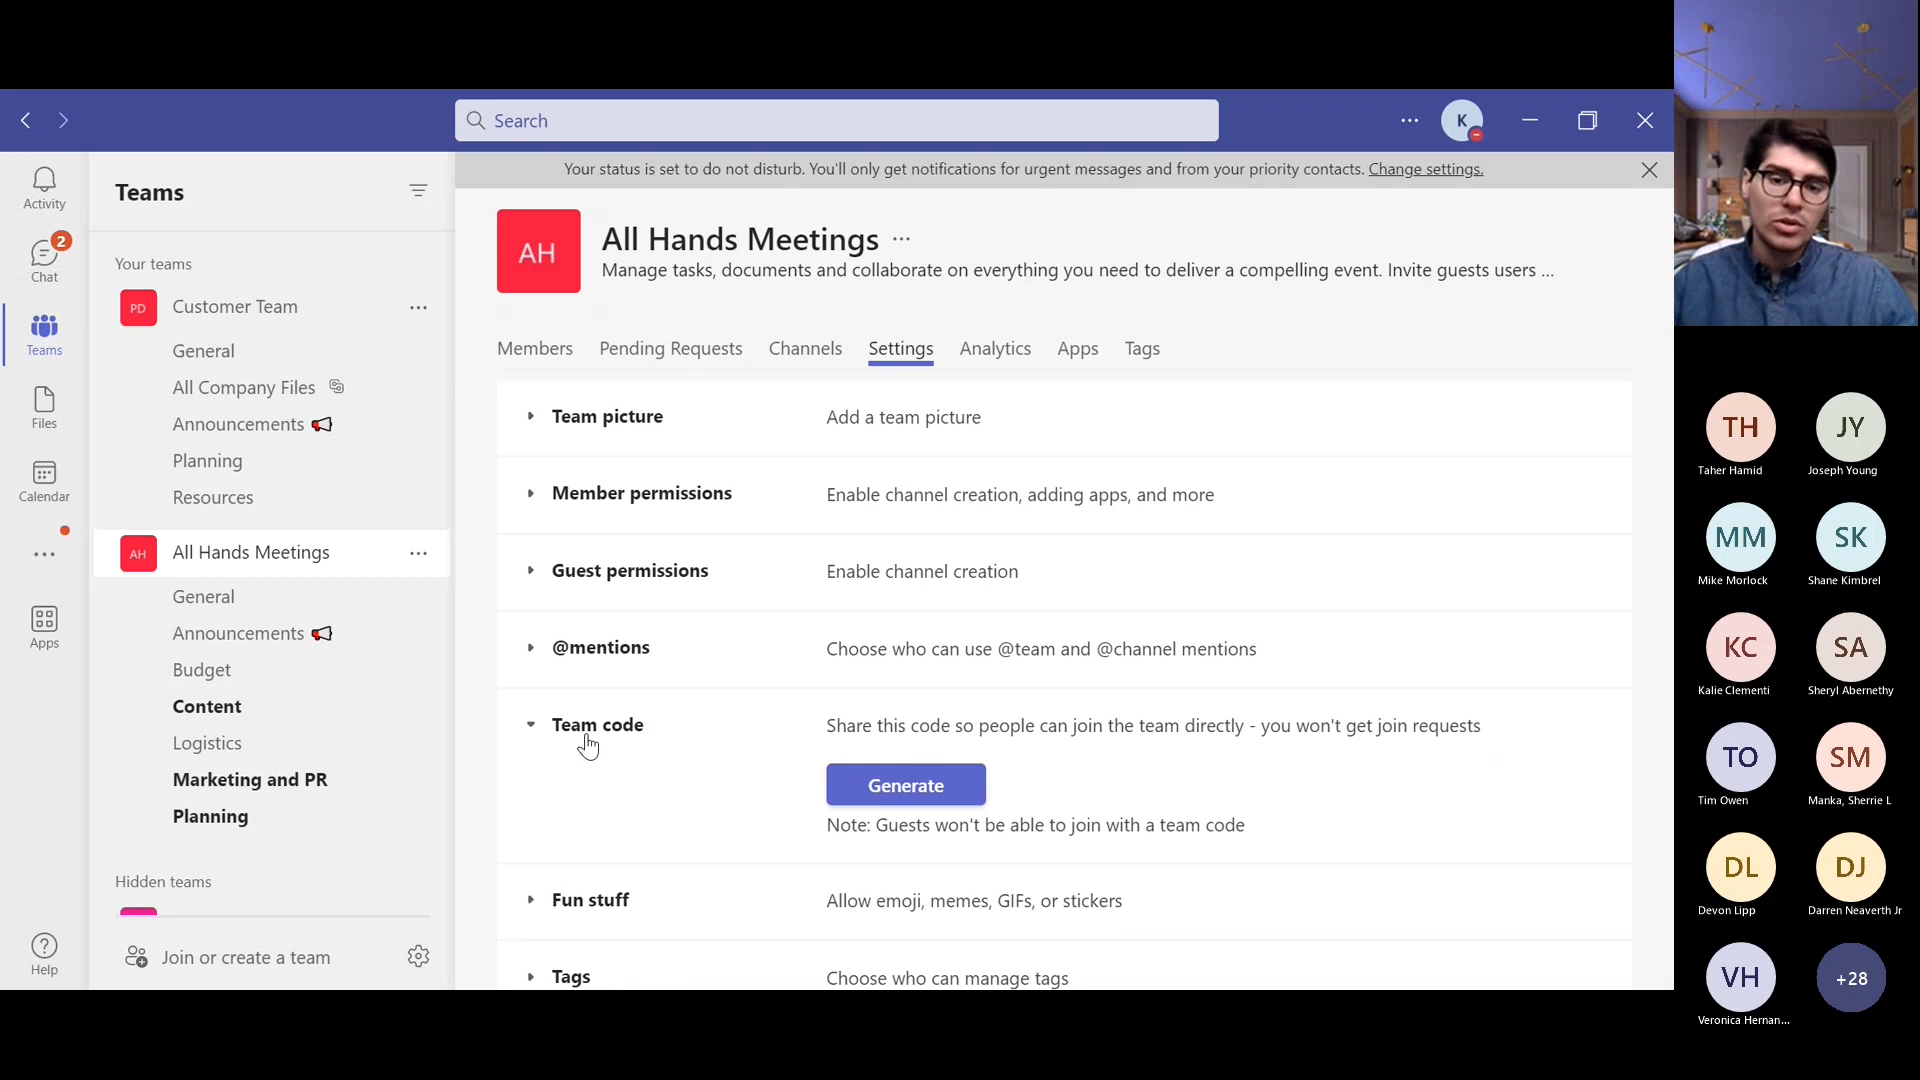 Search
K
Your status is set to do not disturb. You'll only get notifications for urgent messages and from your priority contacts. Change settings.
Activity
2
Chat
Teams
Files
Calendar
Apps
Help
Teams
Your teams
PD Customer Team
General
All Company Files
Announcements
Planning
Resources
AH All Hands Meetings
General
Announcements
Budget
Content
Logistics
Marketing and PR
Planning
Hidden teams
Join or create a team
AH
All Hands Meetings
Manage tasks, documents and collaborate on everything you need to deliver a compelling event. Invite guests users ...
Members Pending Requests Channels Settings Analytics Apps Tags
Team picture Add a team picture
Member permissions Enable channel creation, adding apps, and more
Guest permissions Enable channel creation
@mentions Choose who can use @team and @channel mentions
Team code Share this code so people can join the team directly - you won't get join requests
Generate
Note: Guests won't be able to join with a team code
Fun stuff Allow emoji, memes, GIFs, or stickers
Tags Choose who can manage tags
TH JY
Taher Hamid Joseph Young
MM SK
Mike Morlock Shane Kimbrel
KC SA
Kalie Clementi Sheryl Abernethy
TO SM
Tim Owen Manka, Sherrie L
DL DJ
Devon Lipp Darren Neaverth Jr
VH +28
Veronica Hernan...